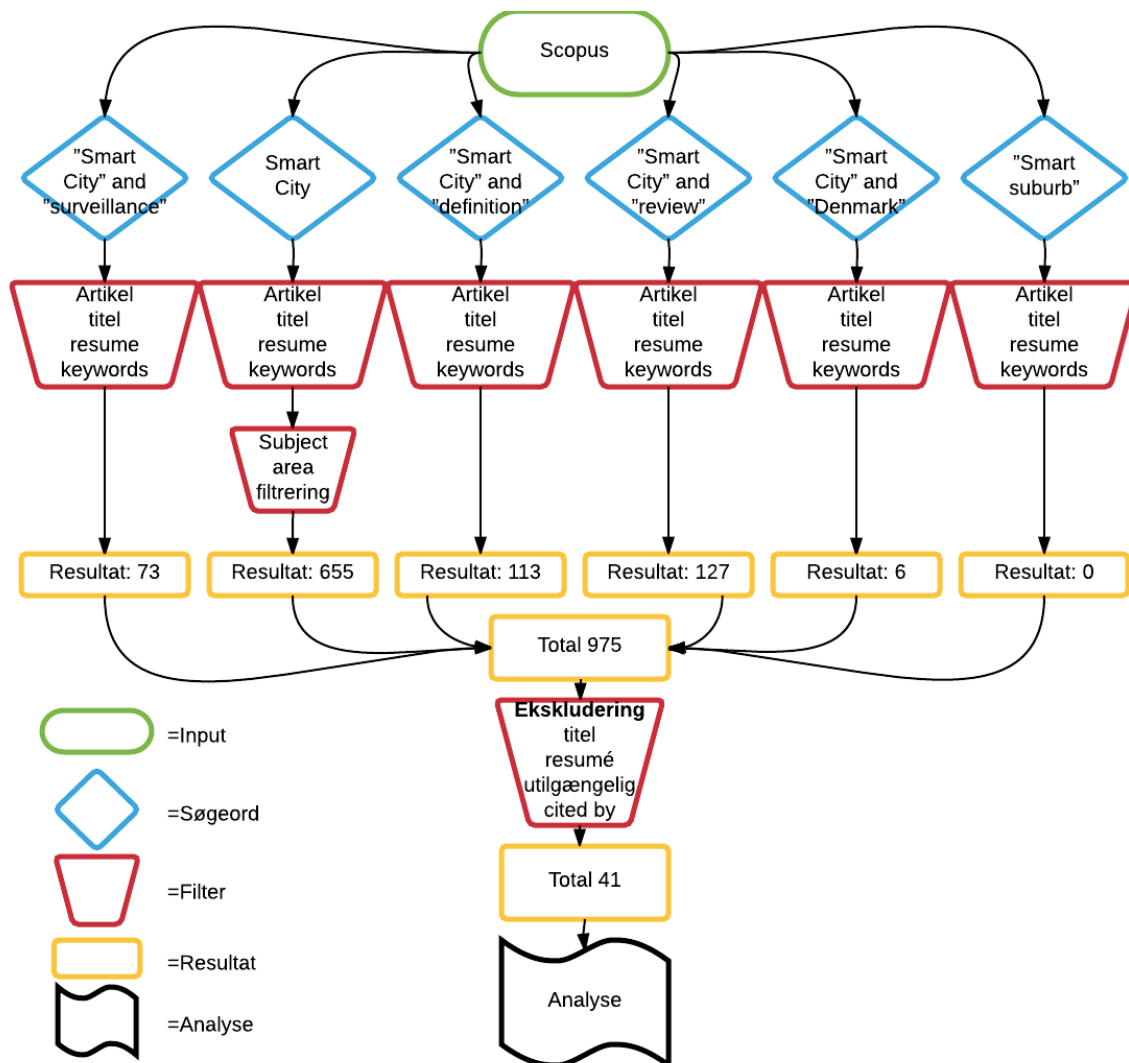 Scopus
”Smart
City” and
”surveillance”
Smart
City
”Smart
City” and
”definition”
”Smart
City” and
”review”
”Smart
City” and
”Denmark”
”Smart
suburb”
Artikel
titel
resume
keywords
Artikel
titel
resume
keywords
Artikel
titel
resume
keywords
Artikel
titel
resume
keywords
Artikel
titel
resume
keywords
Artikel
titel
resume
keywords
Subject
area
filtrering
Resultat: 73
Resultat: 655
Resultat: 113
Resultat: 127
Resultat: 6
Resultat: 0
Total 975
Ekskludering
titel
resumé
utilgængelig
cited by
Total 41
Analyse
=Input
=Søgeord
=Filter
=Resultat
=Analyse